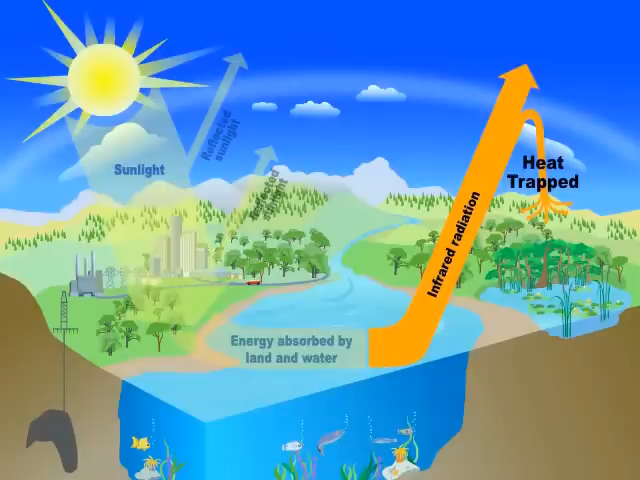 Sunlight
Reflected
sunlight
Reflected
sunlight
Heat
Trapped
Infrared radiation
Energy absorbed by
land and water